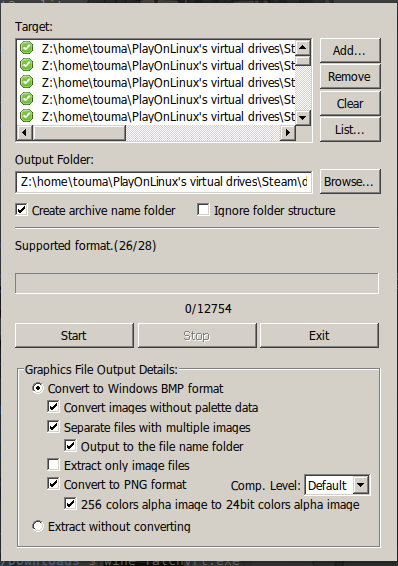 Target:
Z:\home\touma\PlayOnLinux's virtual drives\St
Add...
Z:\home\touma\PlayOnLinux's virtual drives\St
Remove
Z:\home\touma\PlayOnLinux's virtual drives\St
Z:\home\touma\PlayOnLinux's virtual drives\St
Clear
Z:\home\touma\PlayOnLinux's virtual drives\St
List...
Output Folder:
Z:\home\touma\PlayOnLinux's virtual drives\Steam\d
Browse...
Create archive name folder
Ignore folder structure
Supported format.(26/28)
0/12754
Start
Stop
Exit
Graphics File Output Details:
Convert to Windows BMP format
Convert images without palette data
Separate files with multiple images
Output to the file name folder
Extract only image files
Convert to PNG format
Comp. Level:
Default
256 colors alpha image to 24bit colors alpha image
Extract without converting